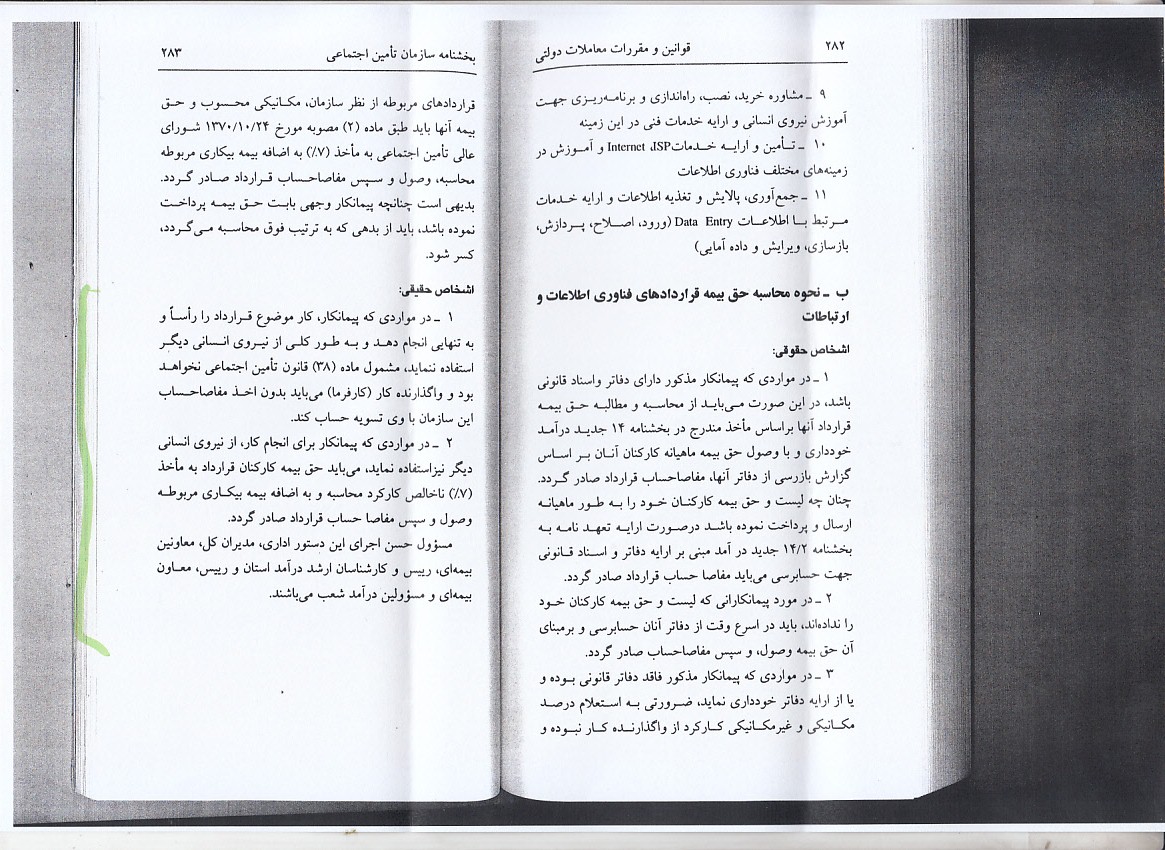 ۲۸۲ قوانین و مقررات معاملات دولتی
۹ ـ مشاوره خرید، نصب، راه‌اندازی و برنامه‌ریزی جهت
آموزش نیروی انسانی و ارایه خدمات فنی در این زمینه
۱۰ ـ تأمین و ارایه خدمات Internet ،ISP و آموزش در
زمینه‌های مختلف فناوری اطلاعات
۱۱ ـ جمع‌آوری، پالایش و تغذیه اطلاعات و ارایه خدمات
مرتبط با اطلاعات Data Entry (ورود، اصلاح، پردازش،
بازسازی، ویرایش و داده آمایی)
ب ـ نحوه محاسبه حق بیمه قراردادهای فناوری اطلاعات و
ارتباطات
اشخاص حقوقی:
۱ ـ در مواردی که پیمانکار مذکور دارای دفاتر واسناد قانونی
باشد، در این صورت می‌باید از محاسبه و مطالبه حق بیمه
قرارداد آنها براساس مأخذ مندرج در بخشنامه ۱۴ جدید درآمد
خودداری و با وصول حق بیمه ماهیانه کارکنان آنان بر اساس
گزارش بازرسی از دفاتر آنها، مفاصاحساب قرارداد صادر گردد.
چنان چه لیست و حق بیمه کارکنان خود را به طور ماهیانه
ارسال و پرداخت نموده باشد درصورت ارایه تعهد نامه به
بخشنامه ۱۴/۲ جدید در آمد مبنی بر ارایه دفاتر و اسناد قانونی
جهت حسابرسی می‌باید مفاصا حساب قرارداد صادر گردد.
۲ ـ در مورد پیمانکارانی که لیست و حق بیمه کارکنان خود
را نداده‌اند، باید در اسرع وقت از دفاتر آنان حسابرسی و برمبنای
آن حق بیمه وصول، و سپس مفاصاحساب صادر گردد.
۳ ـ در مواردی که پیمانکار مذکور فاقد دفاتر قانونی بوده و
یا از ارایه دفاتر خودداری نماید، ضرورتی به استعلام درصد
مکانیکی و غیرمکانیکی کارکرد از واگذارنده کار نبوده و
بخشنامه سازمان تأمین اجتماعی ۲۸۳
قراردادهای مربوطه از نظر سازمان، مکانیکی محسوب و حق
بیمه آنها باید طبق ماده (۲) مصوبه مورخ ۱۳۷۰/۱۰/۲۴ شورای
عالی تأمین اجتماعی به مأخذ (۷٪) به اضافه بیمه بیکاری مربوطه
محاسبه، وصول و سپس مفاصاحساب قرارداد صادر گردد.
بدیهی است چنانچه پیمانکار وجهی بابت حق بیمه پرداخت
نموده باشد، باید از بدهی که به ترتیب فوق محاسبه می‌گردد،
کسر شود.
اشخاص حقیقی:
۱ ـ در مواردی که پیمانکار، کار موضوع قرارداد را رأساً و
به تنهایی انجام دهد و به طور کلی از نیروی انسانی دیگر
استفاده ننماید، مشمول ماده (۳۸) قانون تأمین اجتماعی نخواهد
بود و واگذارنده کار (کارفرما) می‌باید بدون اخذ مفاصاحساب
این سازمان با وی تسویه حساب کند.
۲ ـ در مواردی که پیمانکار برای انجام کار، از نیروی انسانی
دیگر نیزاستفاده نماید، می‌باید حق بیمه کارکنان قرارداد به مأخذ
(۷٪) ناخالص کارکرد محاسبه و به اضافه بیمه بیکاری مربوطه
وصول و سپس مفاصا حساب قرارداد صادر گردد.
مسؤول حسن اجرای این دستور اداری، مدیران کل، معاونین
بیمه‌ای، رییس و کارشناسان ارشد درآمد استان و رییس، معاون
بیمه‌ای و مسؤولین درآمد شعب می‌باشند.